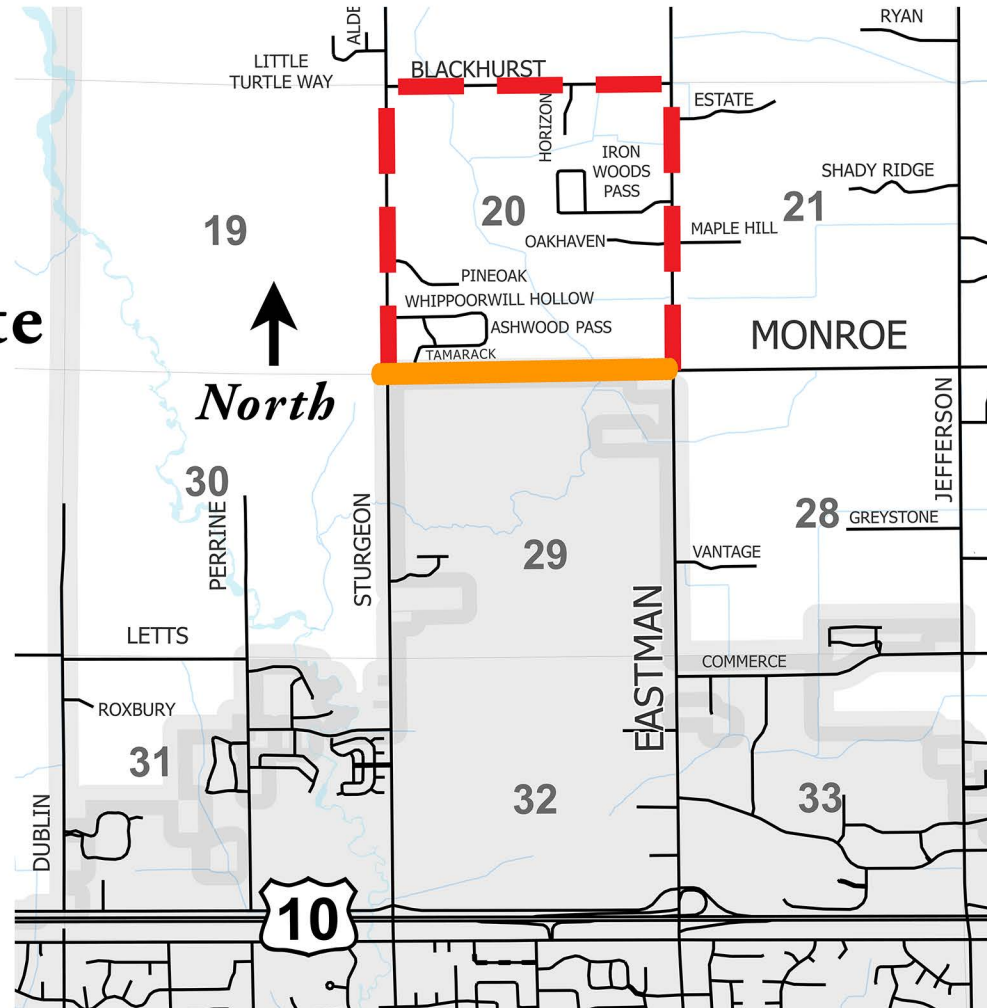 RYAN
ALDE
LITTLE
TURTLE WAY
BLACKHURST
ESTATE
HORIZON
IRON
WOODS
PASS
SHADY RIDGE
19
20
21
OAKHAVEN
MAPLE HILL
PINEOAK
WHIPPOORWILL HOLLOW
ASHWOOD PASS
TAMARACK
te
MONROE
North
JEFFERSON
30
PERRINE
STURGEON
29
28
GREYSTONE
VANTAGE
EASTMAN
LETTS
COMMERCE
ROXBURY
31
32
33
DUBLIN
10